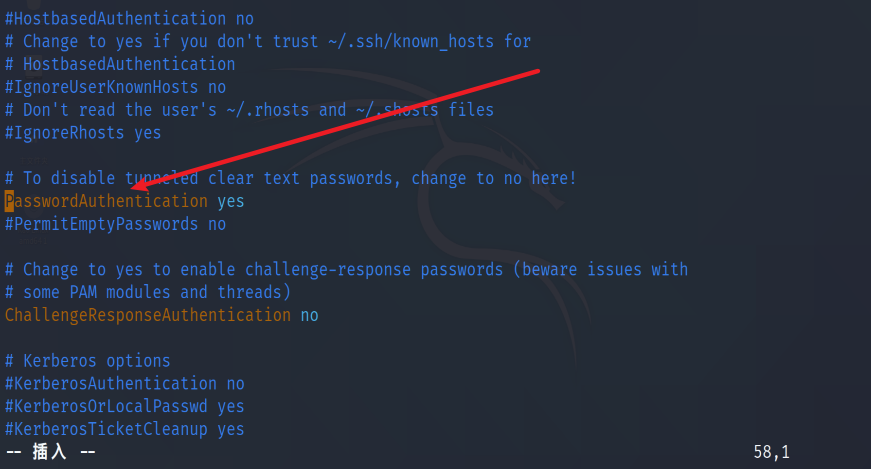 #HostbasedAuthentication no
# Change to yes if you don't trust ~/.ssh/known_hosts for
# HostbasedAuthentication
#IgnoreUserKnownHosts no
# Don't read the user's ~/.rhosts and ~/.shosts files
#IgnoreRhosts yes
# To disable tunneled clear text passwords, change to no here!
PasswordAuthentication yes
#PermitEmptyPasswords no
# Change to yes to enable challenge-response passwords (beware issues with
# some PAM modules and threads)
ChallengeResponseAuthentication no
# Kerberos options
#KerberosAuthentication no
#KerberosOrLocalPasswd yes
#KerberosTicketCleanup yes
-- 插入 -- 58,1